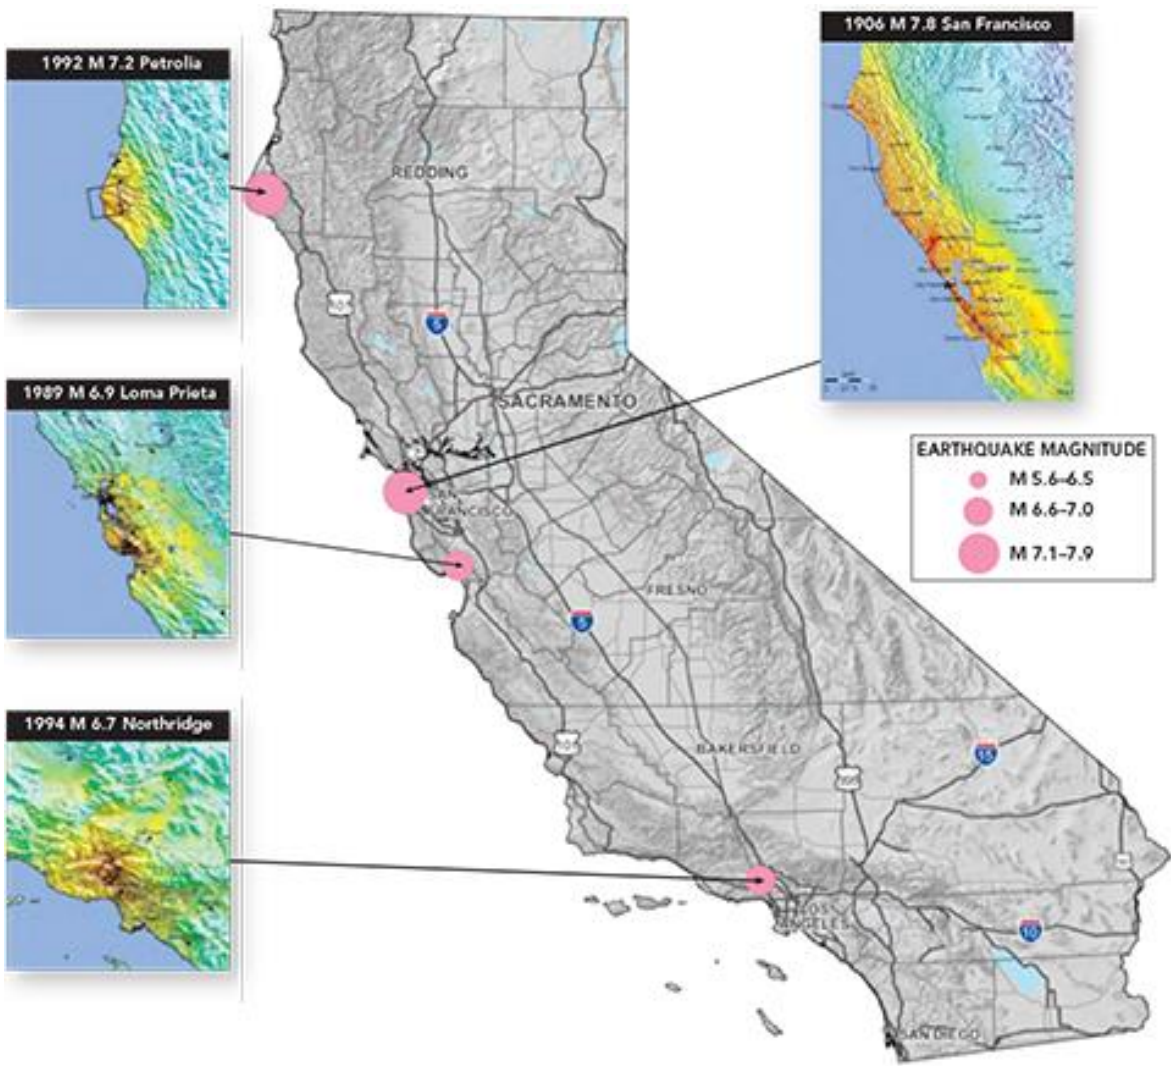 1992 M 7.2 Petrolia
1906 M 7.8 San Francisco
REDDING
101
5
1989 M 6.9 Loma Prieta
SACRAMENTO
EARTHQUAKE MAGNITUDE
M 5.6–6.5
M 6.6–7.0
M 7.1–7.9
SAN
FRANCISCO
FRESNO
5
1994 M 6.7 Northridge
101
BAKERSFIELD
15
395
LOS
ANGELES
10
SAN DIEGO